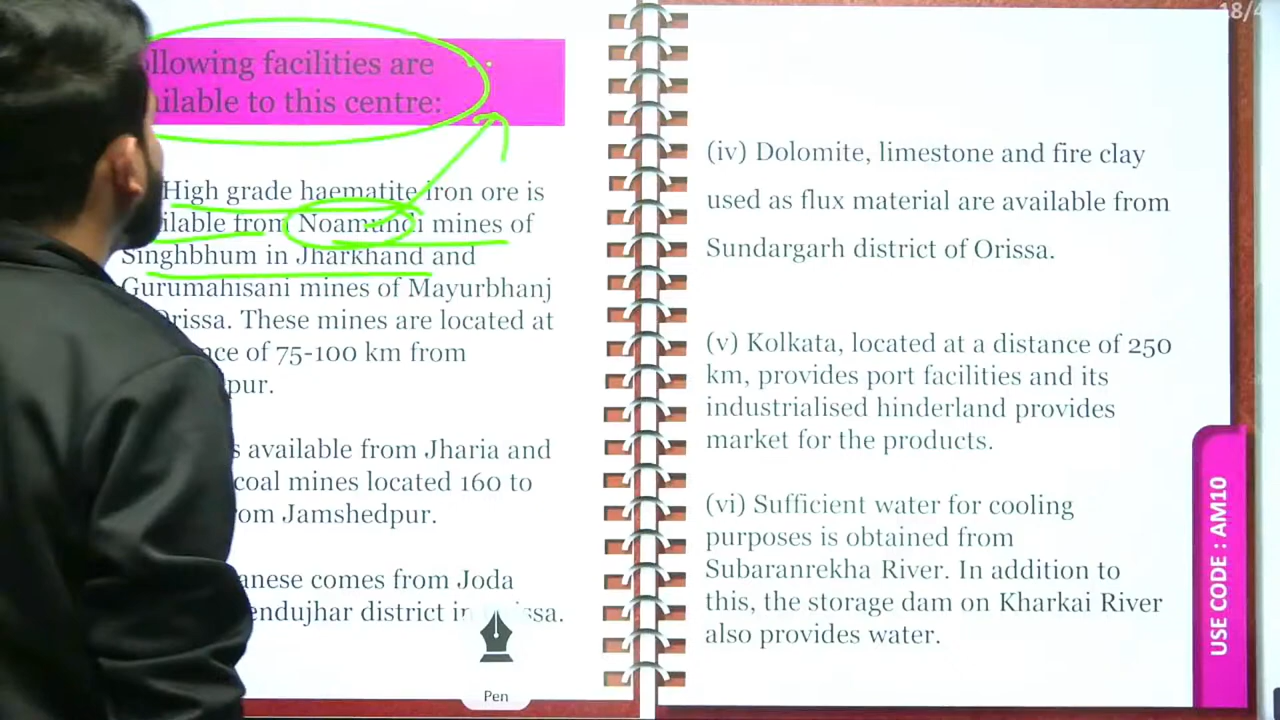 llowing facilities are
ilable to this centre:
High grade haematite iron ore is
ilable from Noamundi mines of
Singhbhum in Jharkhand and
Gurumahisani mines of Mayurbhanj
Orissa. These mines are located at
nce of 75-100 km from
pur.
s available from Jharia and
coal mines located 160 to
om Jamshedpur.
anese comes from Joda
endujhar district in ssa.
Pen
18/4
(iv) Dolomite, limestone and fire clay
used as flux material are available from
Sundargarh district of Orissa.
(v) Kolkata, located at a distance of 250
km, provides port facilities and its
industrialised hinderland provides
market for the products.
(vi) Sufficient water for cooling
purposes is obtained from
Subaranrekha River. In addition to
this, the storage dam on Kharkai River
also provides water.
USE CODE : AM10